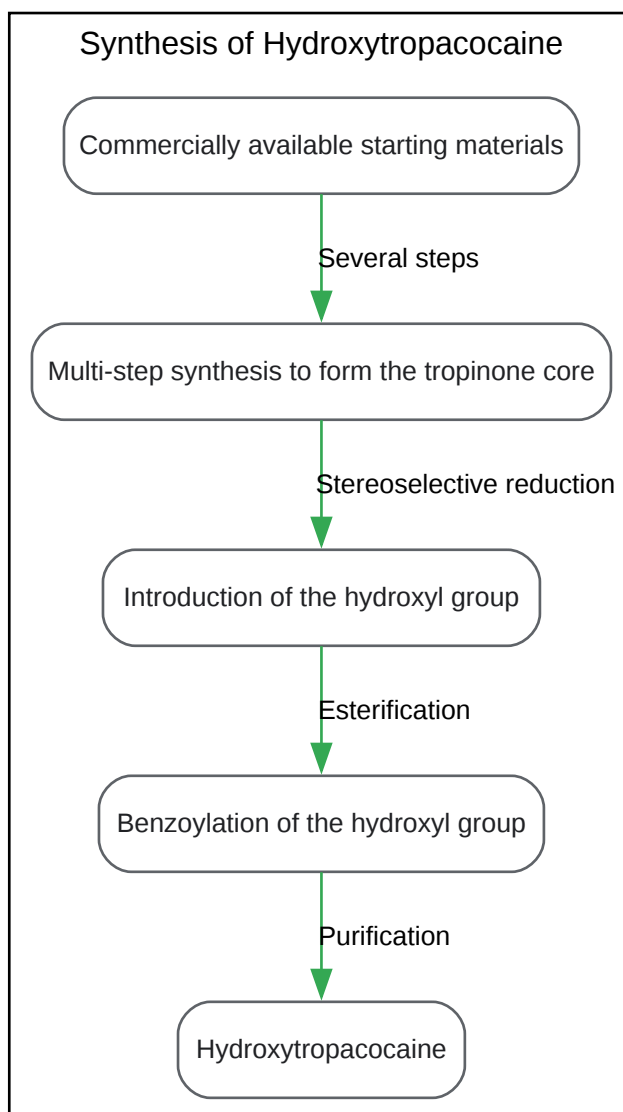 Synthesis of Hydroxytropacocaine
Commercially available starting materials
Several steps
Multi-step synthesis to form the tropinone core
Stereoselective reduction
Introduction of the hydroxyl group
Esterification
Benzoylation of the hydroxyl group
Purification
Hydroxytropacocaine